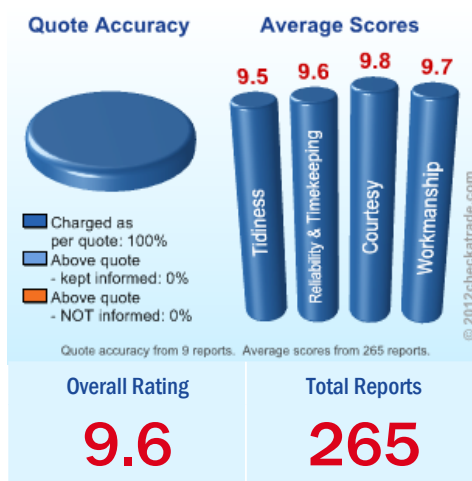 Quote Accuracy
Average Scores
9.5
9.6
9.8
9.7
Tidiness
Reliability & Timekeeping
Courtesy
Workmanship
Charged as
per quote: 100%
Above quote
- kept informed: 0%
Above quote
- NOT informed: 0%
© 2012checkatrade.com
Quote accuracy from 9 reports. Average scores from 265 reports.
Overall Rating
9.6
Total Reports
265